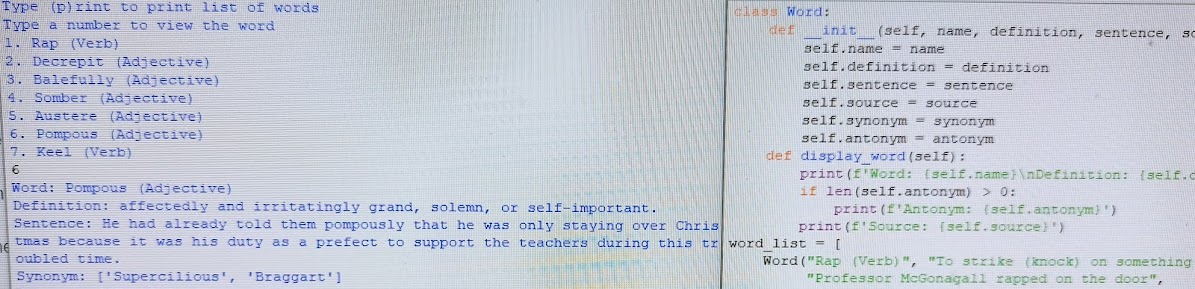 Type (p)rint to print list of words
Type a number to view the word
1. Rap (Verb)
2. Decrepit (Adjective)
3. Balefully (Adjective)
4. Somber (Adjective)
5. Austere (Adjective)
6. Pompous (Adjective)
7. Keel (Verb)
6
Word: Pompous (Adjective)
Definition: affectedly and irritatingly grand, solemn, or self-important.
Sentence: He had already told them pompously that he was only staying over Chris
tmas because it was his duty as a prefect to support the teachers during this tr
oubled time.
Synonym: ['Supercilious', 'Braggart']
class Word:
def __init__(self, name, definition, sentence, so
self.name = name
self.definition = definition
self.sentence = sentence
self.source = source
self.synonym = synonym
self.antonym = antonym
def display_word(self):
print(f'Word: {self.name}\nDefinition: {self.d
if len(self.antonym) > 0:
print(f'Antonym: {self.antonym}')
print(f'Source: {self.source}')
word_list = [
Word("Rap (Verb)", "To strike (knock) on something
"Professor McGonagall rapped on the door",